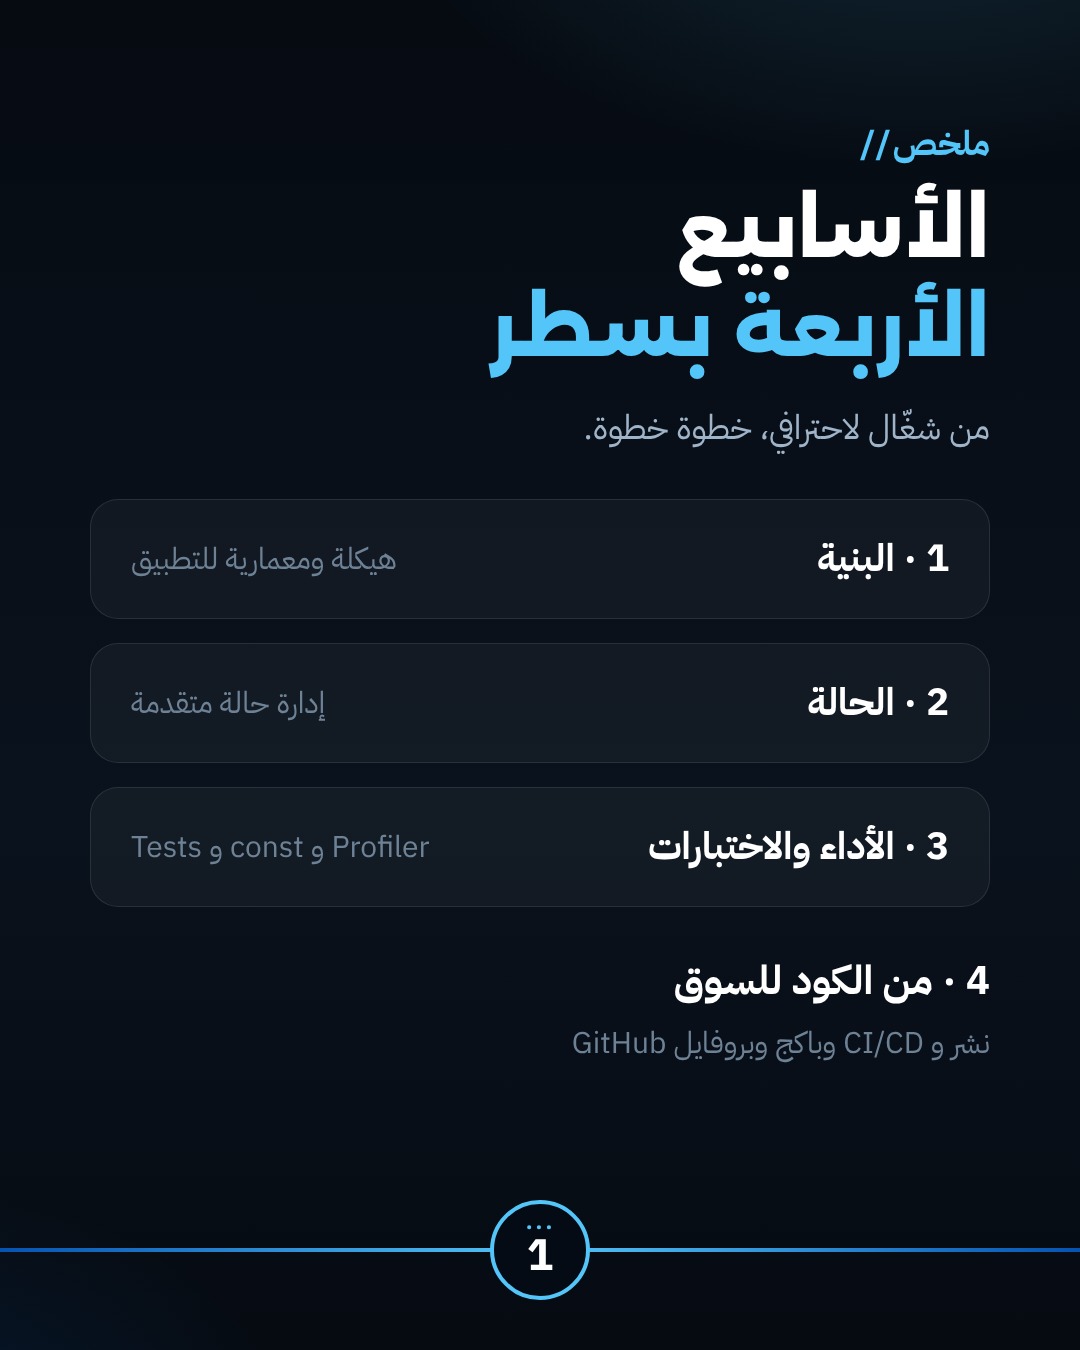 ملخص //
الأسابيع
الأربعة بسطر
من شغّال لاحترافي، خطوة خطوة.
1 · البنية
هيكلة ومعمارية للتطبيق
2 · الحالة
إدارة حالة متقدمة
3 · الأداء والاختبارات
Profiler و const و Tests
4 · من الكود للسوق
نشر و CI/CD وباكج وبروفايل GitHub
...
1